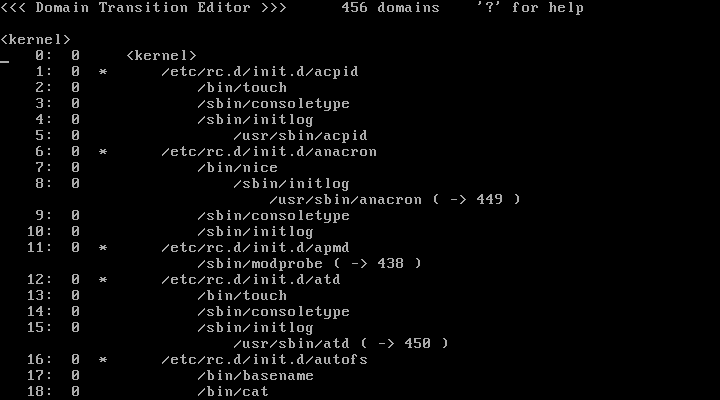 <<< Domain Transition Editor >>>      456 domains    '?' for help

<kernel>
    0:  0     <kernel>
    1:  0  *      /etc/rc.d/init.d/acpid
    2:  0             /bin/touch
    3:  0             /sbin/consoletype
    4:  0             /sbin/initlog
    5:  0                 /usr/sbin/acpid
    6:  0  *      /etc/rc.d/init.d/anacron
    7:  0             /bin/nice
    8:  0                 /sbin/initlog
                              /usr/sbin/anacron ( -> 449 )
    9:  0             /sbin/consoletype
   10:  0             /sbin/initlog
   11:  0  *      /etc/rc.d/init.d/apmd
                      /sbin/modprobe ( -> 438 )
   12:  0  *      /etc/rc.d/init.d/atd
   13:  0             /bin/touch
   14:  0             /sbin/consoletype
   15:  0             /sbin/initlog
                          /usr/sbin/atd ( -> 450 )
   16:  0  *      /etc/rc.d/init.d/autofs
   17:  0             /bin/basename
   18:  0             /bin/cat